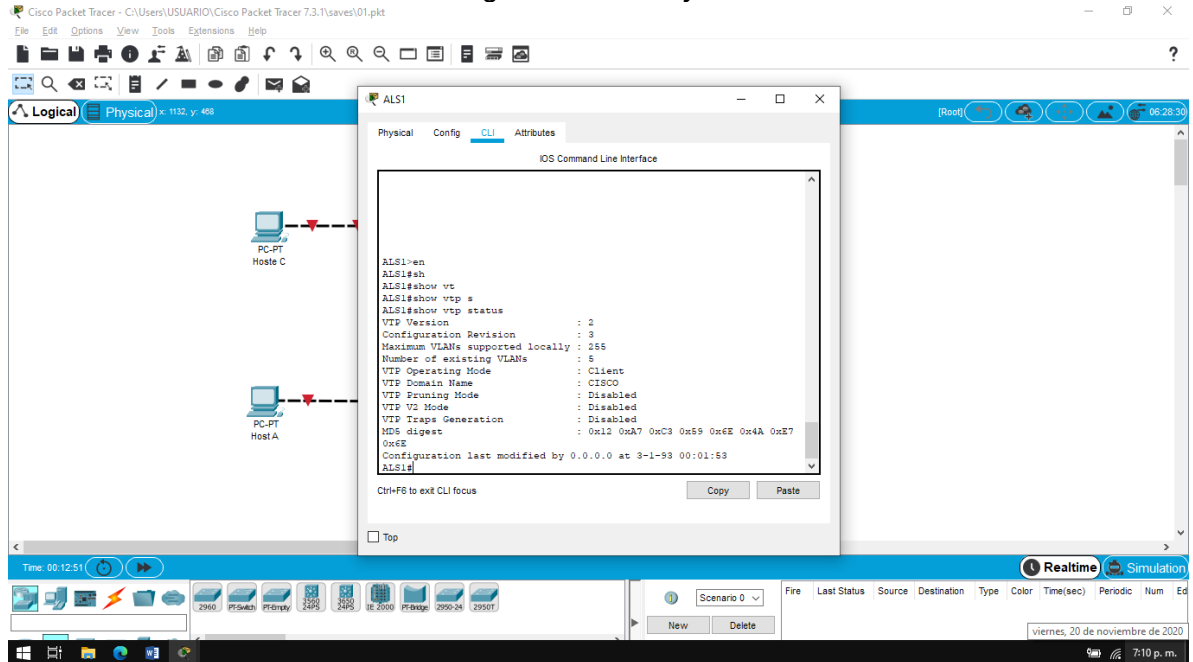 Cisco Packet Tracer - C:\Users\USUARIO\Cisco Packet Tracer 7.3.1\saves\01.pkt
File Edit Options View Tools Extensions Help
?
Logical Physical x: 1132, y: 468 [Root] 06:28:30
ALS1
Physical Config CLI Attributes
IOS Command Line Interface
ALS1>en
ALS1#sh
ALS1#show vt
ALS1#show vtp s
ALS1#show vtp status
VTP Version : 2
Configuration Revision : 3
Maximum VLANs supported locally : 255
Number of existing VLANs : 5
VTP Operating Mode : Client
VTP Domain Name : CISCO
VTP Pruning Mode : Disabled
VTP V2 Mode : Disabled
VTP Traps Generation : Disabled
MD5 digest : 0x12 0xA7 0xC3 0x59 0x6E 0x4A 0xE7
0x6E
Configuration last modified by 0.0.0.0 at 3-1-93 00:01:53
ALS1#
Ctrl+F6 to exit CLI focus
Copy Paste
Top
PC-PT
Hoste C
PC-PT
Host A
Time: 00:12:51
Realtime Simulation
2960 PT-Switch PT-Empty 3560 24PS 3650 24PS IE 2000 PT-Bridge 2950-24 2950T
Scenario 0
New Delete
Fire Last Status Source Destination Type Color Time(sec) Periodic Num Ed
viernes, 20 de noviembre de 2020
7:10 p. m.